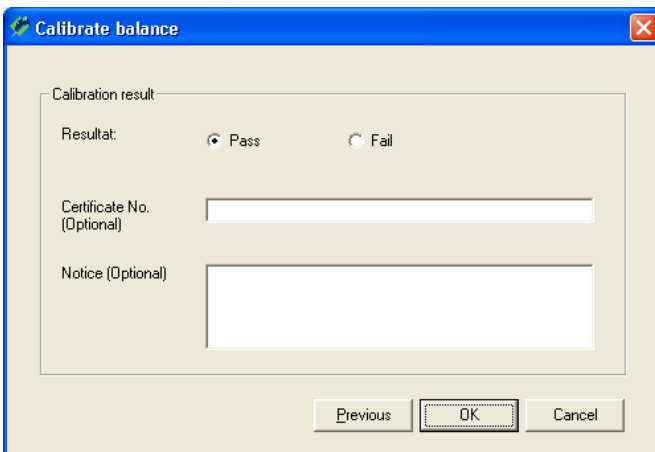 Calibrate balance
Calibration result
Resultat:
Pass
Fail
Certificate No.
(Optional)
Notice (Optional)
Previous
OK
Cancel